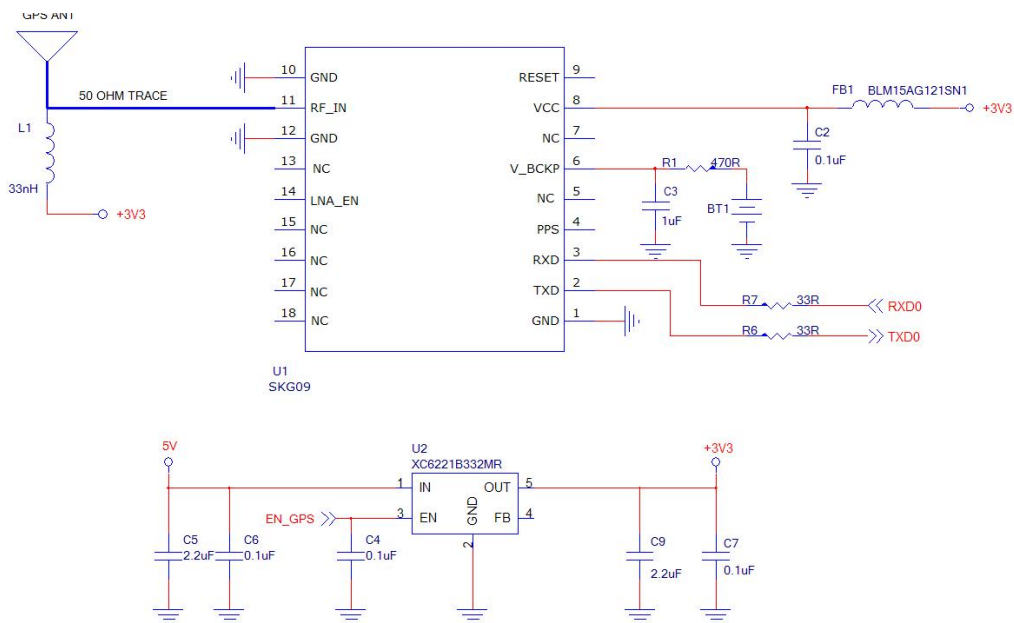 GPS ANT
50 OHM TRACE
L1
33nH
+3V3
10 GND
11 RF_IN
12 GND
13 NC
14 LNA_EN
15 NC
16 NC
17 NC
18 NC
RESET 9
VCC 8
NC 7
V_BCKP 6
NC 5
PPS 4
RXD 3
TXD 2
GND 1
U1
SKG09
FB1 BLM15AG121SN1
+3V3
C2
0.1uF
R1 470R
C3
1uF
BT1
R7 33R
RXD0
R6 33R
TXD0
5V
U2
XC6221B332MR
+3V3
1 IN
OUT 5
EN_GPS
3 EN
GND
FB 4
2
C5
2.2uF
C6
0.1uF
C4
0.1uF
C9
2.2uF
C7
0.1uF